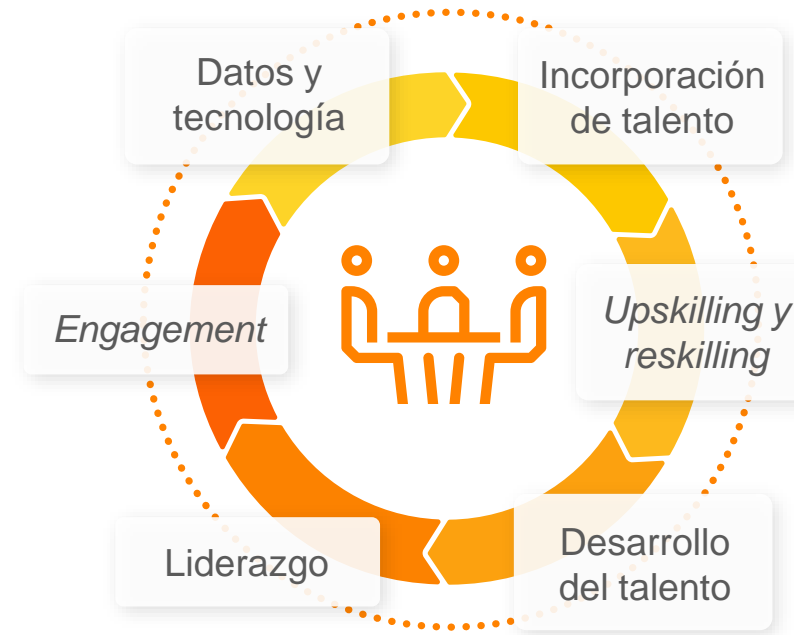 Datos y
tecnología
Incorporación
de talento
Engagement
Upskilling y
reskilling
Liderazgo
Desarrollo
del talento